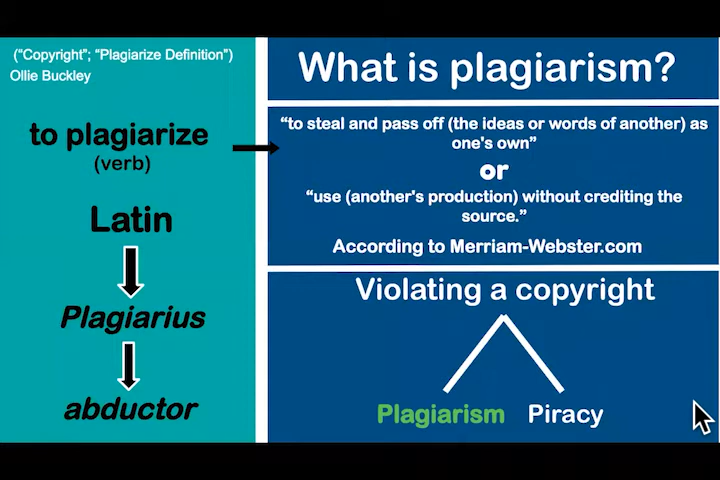 (“Copyright”; “Plagiarize Definition”)
Ollie Buckley
to plagiarize
(verb)
Latin
Plagiarius
abductor
What is plagiarism?
“to steal and pass off (the ideas or words of another) as
one's own”
or
“use (another's production) without crediting the
source.”
According to Merriam-Webster.com
Violating a copyright
Plagiarism Piracy